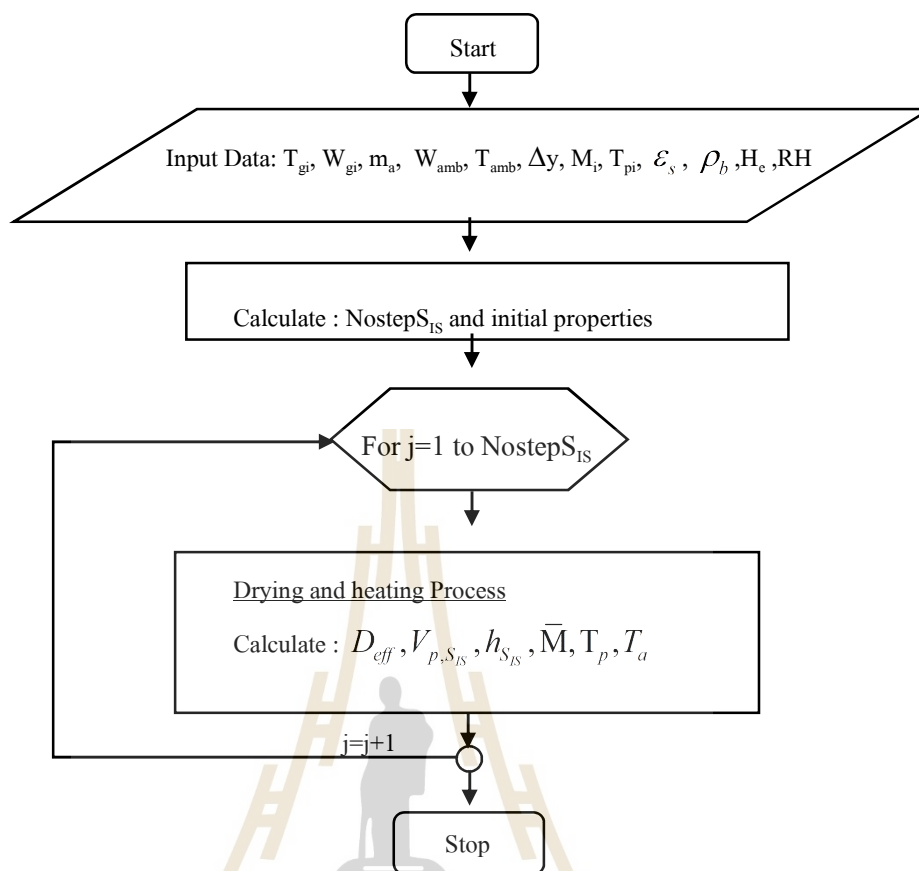 Start
Input Data: T_gi, W_gi, m_a, W_amb, T_amb, Δy, M_i, T_pi, ε_s, ρ_b, H_e, RH
Calculate : NostepS_IS and initial properties
For j=1 to NostepS_IS
Drying and heating Process
Calculate : D_eff, V_p,S_IS, h_S_IS, M̄, T_p, T_a
j=j+1
Stop